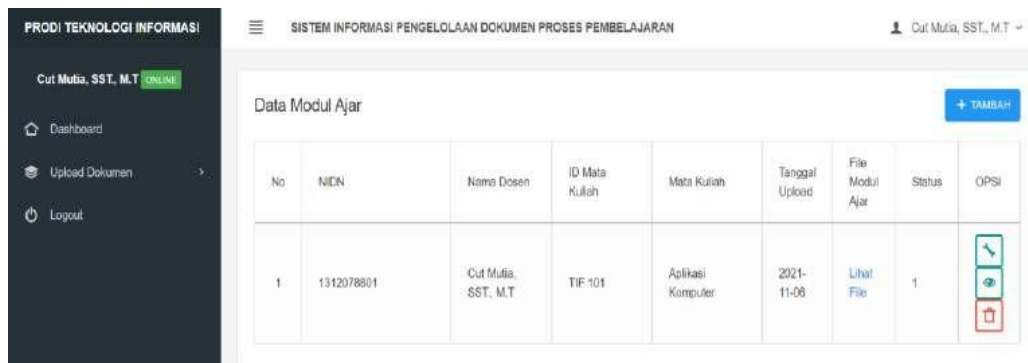 PRODI TEKNOLOGI INFORMASI
SISTEM INFORMASI PENGELOLAAN DOKUMEN PROSES PEMBELAJARAN
Cut Mutia, SST., M.T
Cut Mutia, SST., M.T ONLINE
Dashboard
Upload Dokumen
Logout
Data Modul Ajar
+ TAMBAH
No NIDN Nama Dosen ID Mata Kuliah Mata Kuliah Tanggal Upload File Modul Ajar Status OPSI
1 1312078801 Cut Mutia, SST., M.T TIF 101 Aplikasi Komputer 2021-11-06 Lihat File 1